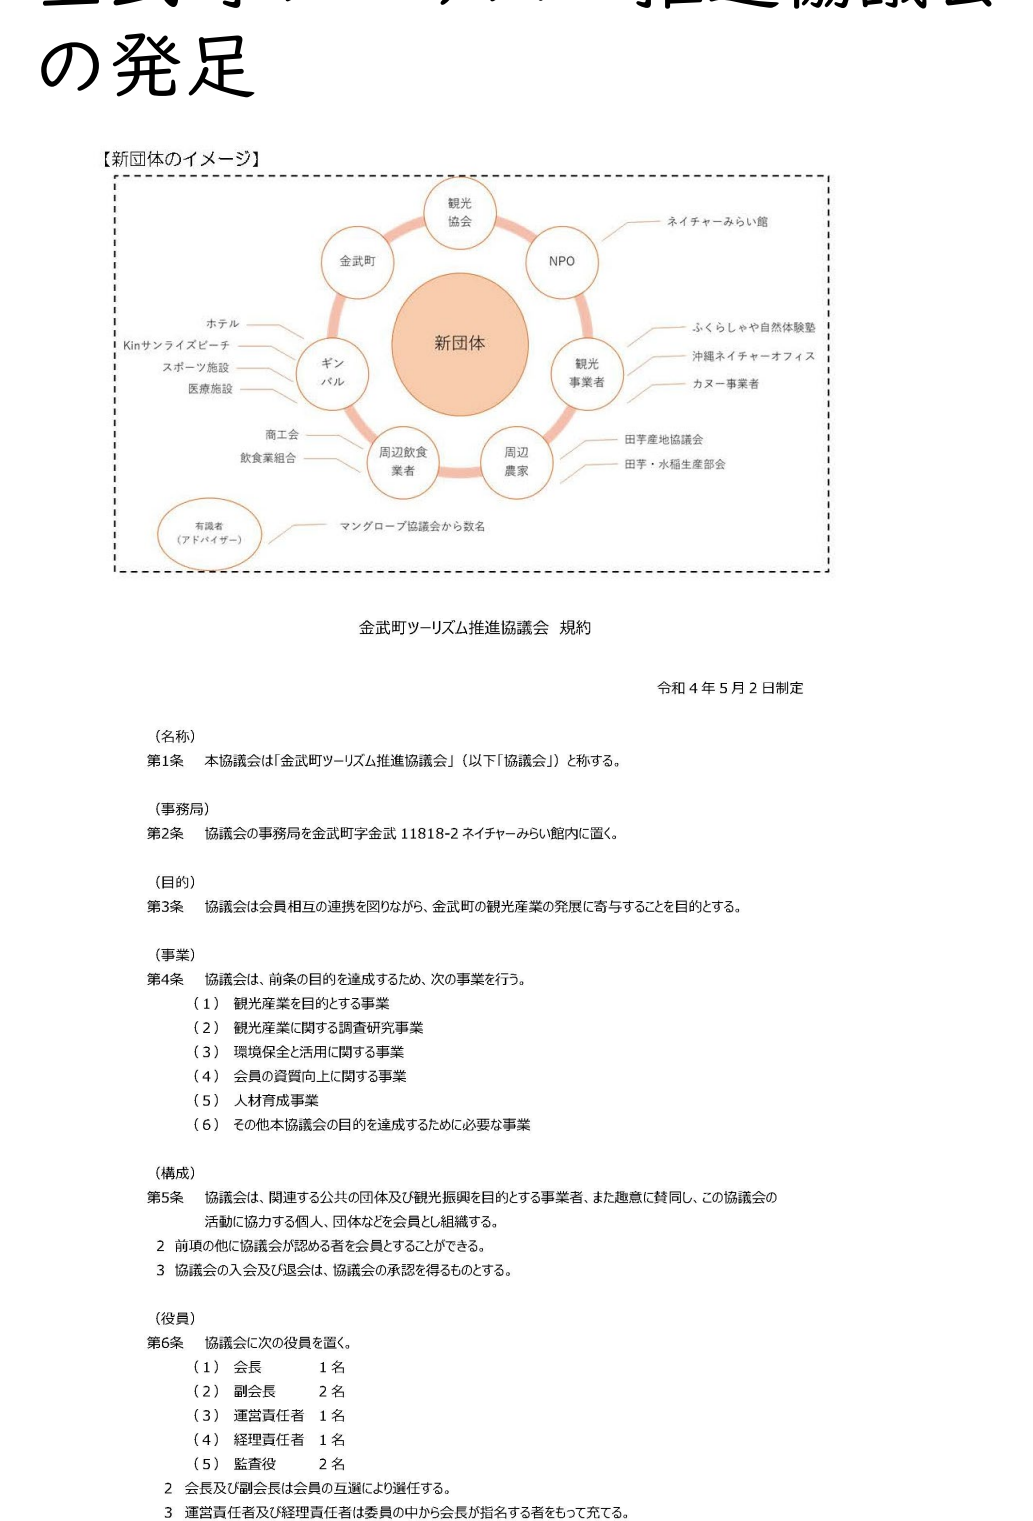 の発足
【新団体のイメージ】
観光
協会
ネイチャーみらい館
金武町
NPO
新団体
ホテル
Kinサンライズビーチ
スポーツ施設
医療施設
ギン
バル
観光
事業者
ふくらしゃや自然体験塾
沖縄ネイチャーオフィス
カヌー事業者
商工会
飲食業組合
周辺飲食
業者
周辺
農家
田芋産地協議会
田芋・水稲生産部会
有識者
(アドバイザー)
マングローブ協議会から数名
金武町ツーリズム推進協議会 規約
令和4年5月2日制定
（名称）
第1条 本協議会は「金武町ツーリズム推進協議会」（以下「協議会」）と称する。
（事務局）
第2条 協議会の事務局を金武町字金武 11818-2 ネイチャーみらい館内に置く。
（目的）
第3条 協議会は会員相互の連携を図りながら、金武町の観光産業の発展に寄与することを目的とする。
（事業）
第4条 協議会は、前条の目的を達成するため、次の事業を行う。
（1） 観光産業を目的とする事業
（2） 観光産業に関する調査研究事業
（3） 環境保全と活用に関する事業
（4） 会員の資質向上に関する事業
（5） 人材育成事業
（6） その他本協議会の目的を達成するために必要な事業
（構成）
第5条 協議会は、関連する公共の団体及び観光振興を目的とする事業者、また趣意に賛同し、この協議会の
活動に協力する個人、団体などを会員とし組織する。
2 前項の他に協議会が認める者を会員とすることができる。
3 協議会の入会及び退会は、協議会の承認を得るものとする。
（役員）
第6条 協議会に次の役員を置く。
（1） 会長 1名
（2） 副会長 2名
（3） 運営責任者 1名
（4） 経理責任者 1名
（5） 監査役 2名
2 会長及び副会長は会員の互選により選任する。
3 運営責任者及び経理責任者は委員の中から会長が指名する者をもって充てる。